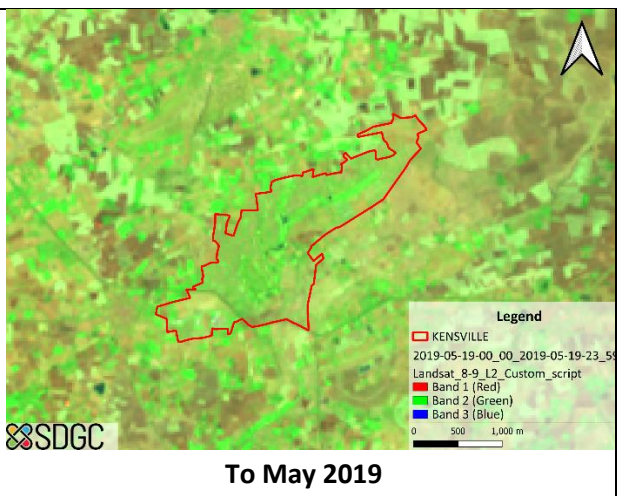 Legend
KENSVILLE
2019-05-19-00_00_2019-05-19-23_59
Landsat_8-9_L2_Custom_script
Band 1 (Red)
Band 2 (Green)
Band 3 (Blue)
0 500 1,000 m
SDGC
To May 2019